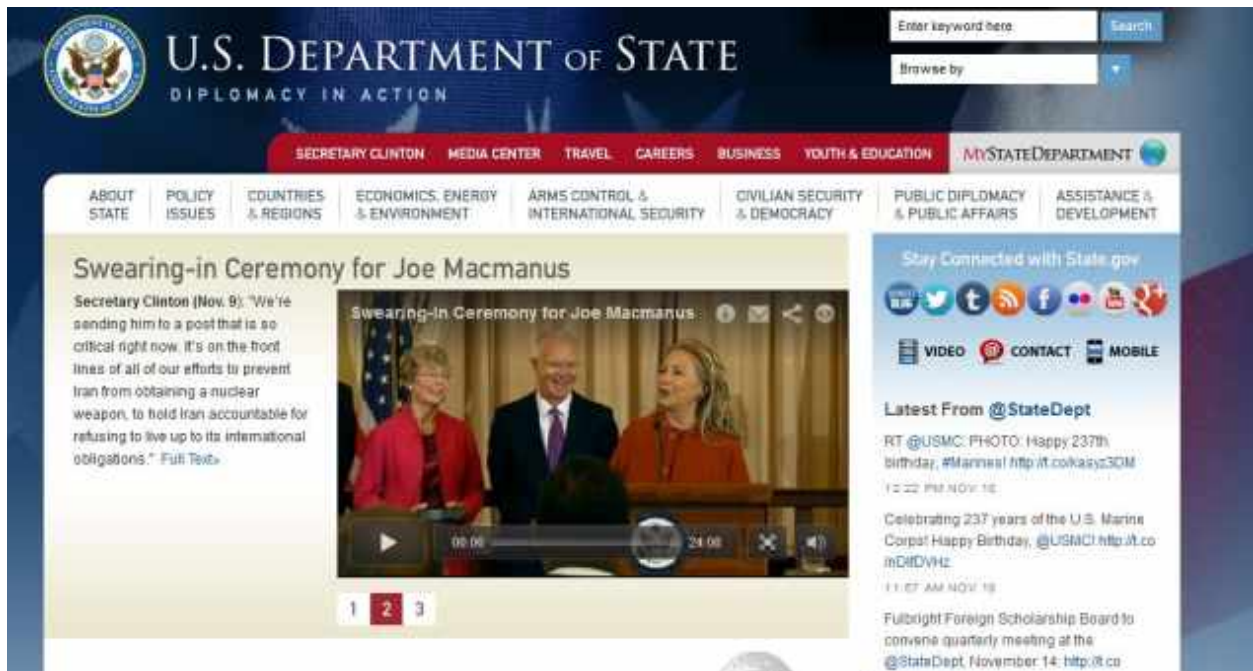 U.S. DEPARTMENT OF STATE
DIPLOMACY IN ACTION
Enter keyword here
Search
Browse by
SECRETARY CLINTON MEDIA CENTER TRAVEL CAREERS BUSINESS YOUTH & EDUCATION MYSTATEDEPARTMENT
ABOUT STATE
POLICY ISSUES
COUNTRIES & REGIONS
ECONOMICS, ENERGY & ENVIRONMENT
ARMS CONTROL & INTERNATIONAL SECURITY
CIVILIAN SECURITY & DEMOCRACY
PUBLIC DIPLOMACY & PUBLIC AFFAIRS
ASSISTANCE & DEVELOPMENT
Swearing-in Ceremony for Joe Macmanus
Secretary Clinton (Nov. 9): "We're
sending him to a post that is so
critical right now. It's on the front
lines of all of our efforts to prevent
Iran from obtaining a nuclear
weapon, to hold Iran accountable for
refusing to live up to its international
obligations." Full Text»
Swearing-In Ceremony for Joe Macmanus
00:00 24:00
1 2 3
Stay Connected with State.gov
VIDEO CONTACT MOBILE
Latest From @StateDept
RT @USMC: PHOTO: Happy 237th
birthday, #Marines!
12:22 PM NOV 10
Celebrating 237 years of the U.S. Marine
Corps! Happy Birthday, @USMC! http://t.co
11:57 AM NOV 10
Fulbright Foreign Scholarship Board to
convene quarterly meeting at the
@StateDept, November 14: http://t.co